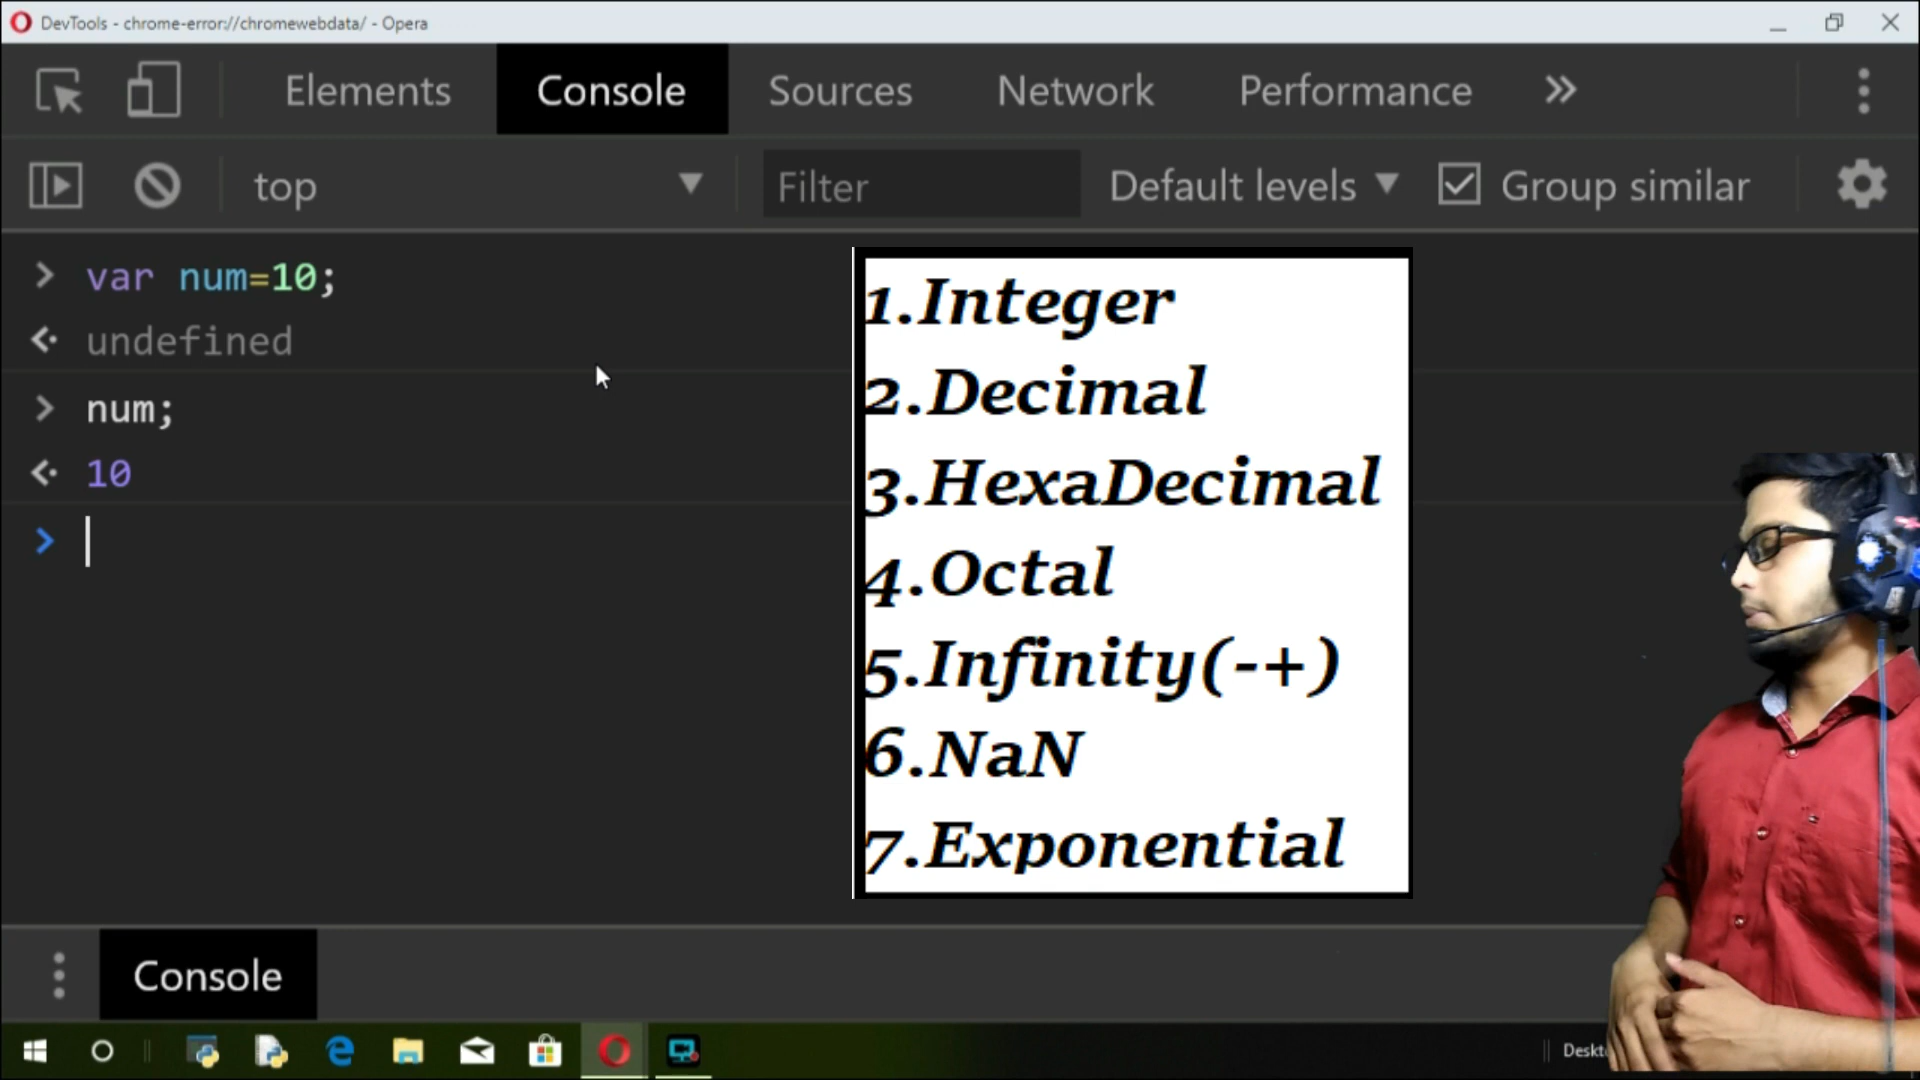 DevTools - chrome-error://chromewebdata/ - Opera
Elements Console Sources Network Performance
top Filter Default levels Group similar
> var num=10;
undefined
> num;
10
>
1.Integer
2.Decimal
3.HexaDecimal
4.Octal
5.Infinity(-+)
6.NaN
7.Exponential
Console